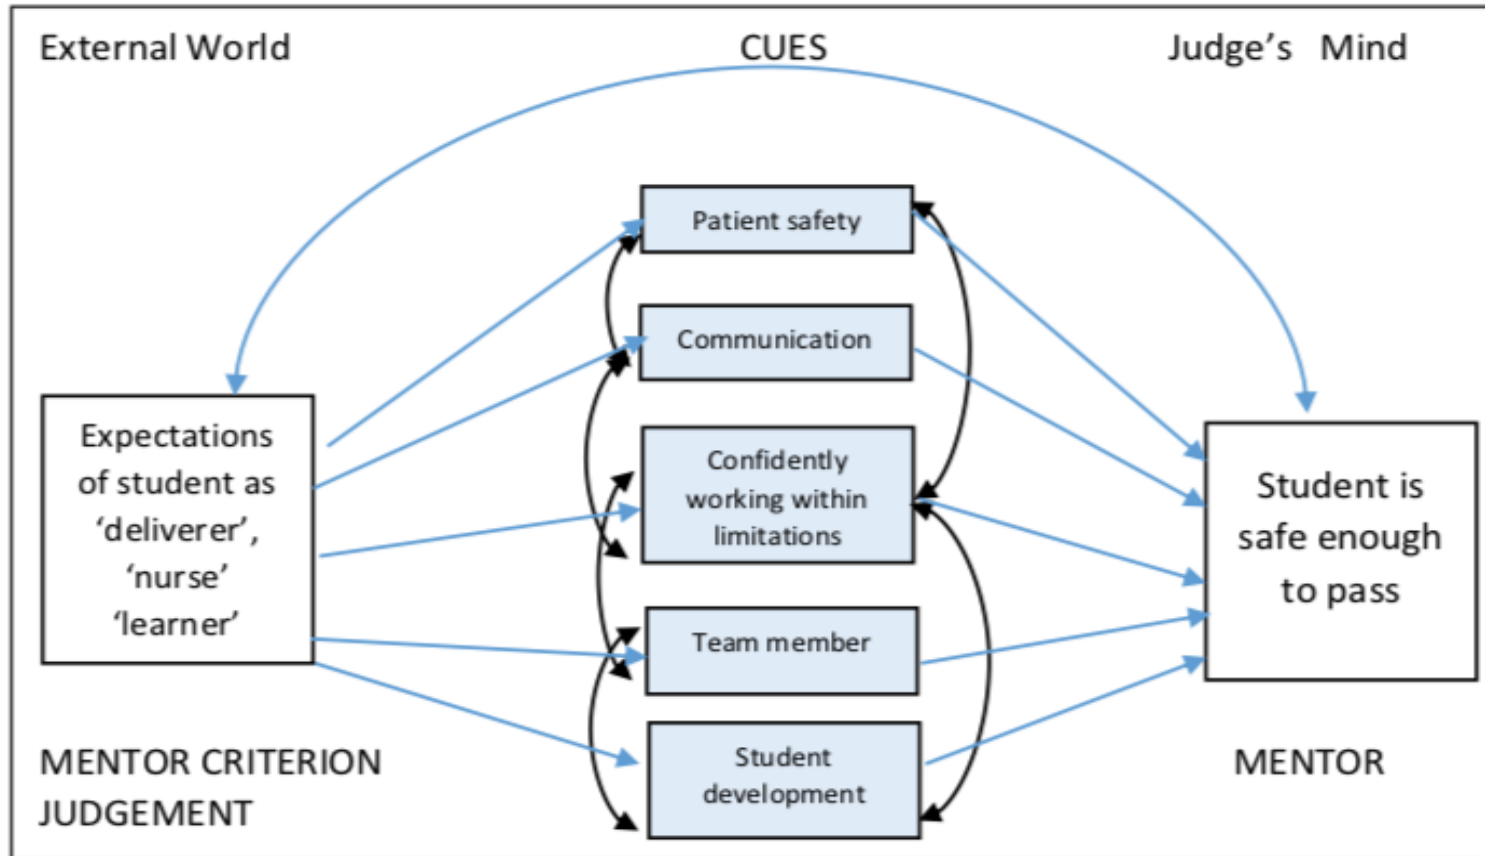 External World
CUES
Judge's Mind
Patient safety
Communication
Expectations
of student as
‘deliverer’,
‘nurse’
‘learner’
Confidently
working within
limitations
Student is
safe enough
to pass
Team member
Student
development
MENTOR CRITERION
JUDGEMENT
MENTOR